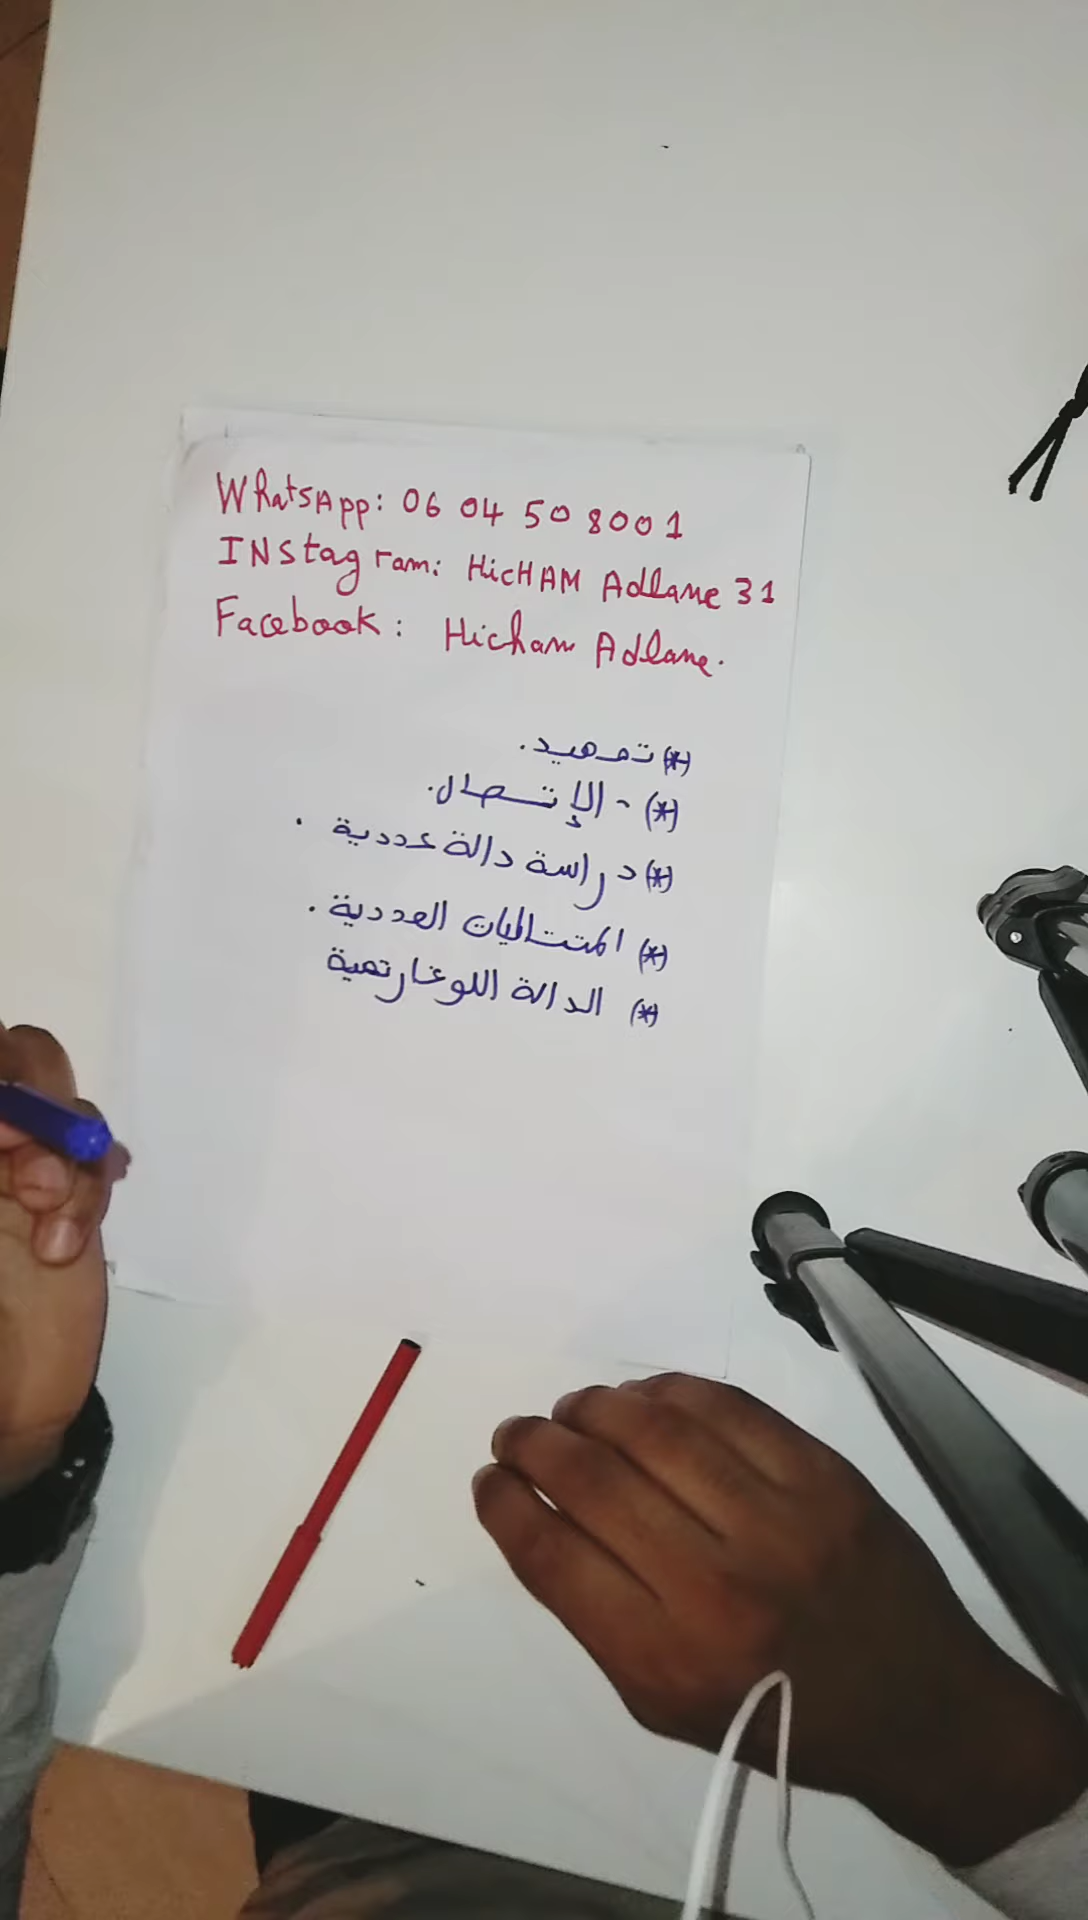 WhatsApp: 06 04 50 8001
INstagram: HicHAM Adlane 31
Facebook: Hicham Adlane.
(*) تمهيد.
(*) - الإتصال.
(*) دراسة دالة عددية.
(*) المتتاليات العددية.
(*) الدالة اللوغارتمية